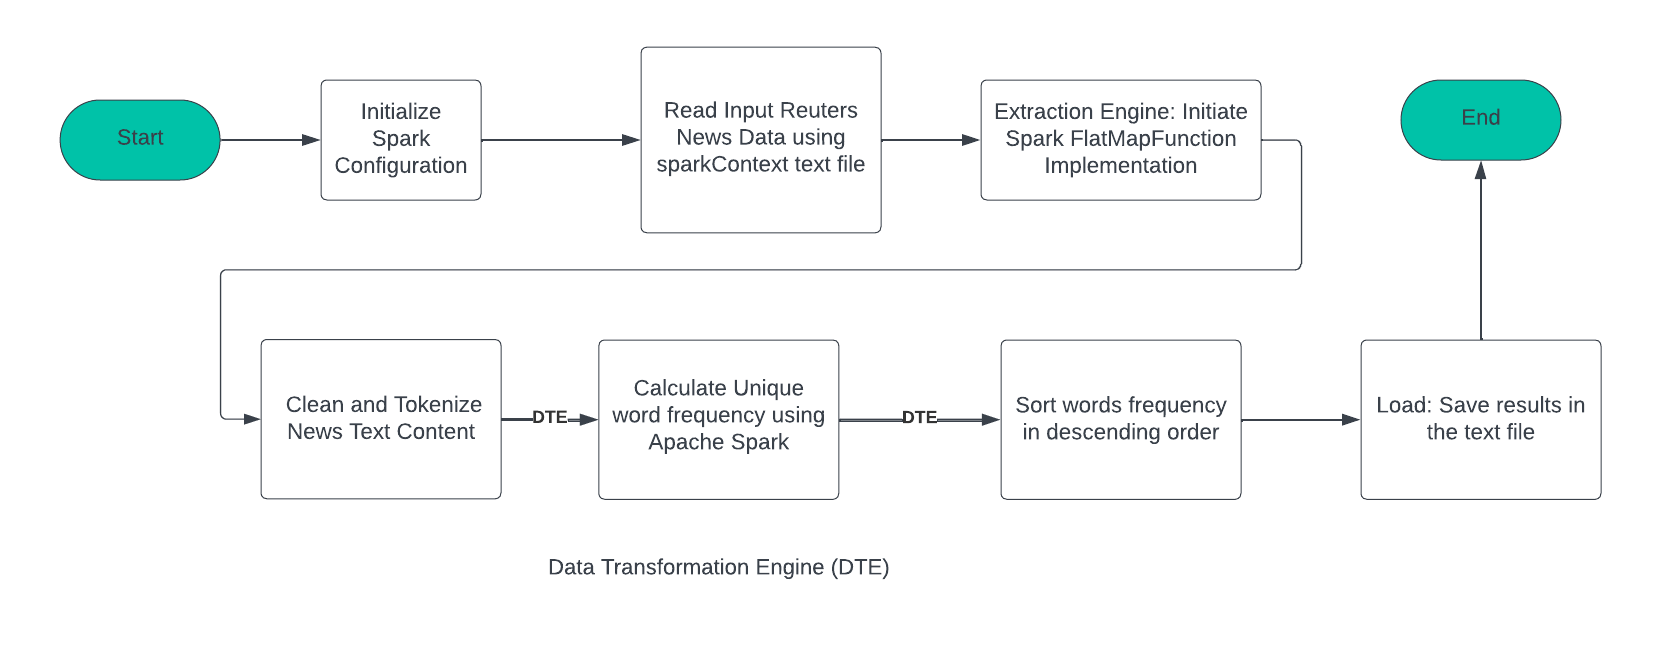 Start
Initialize
Spark
Configuration
Read Input Reuters
News Data using
sparkContext text file
Extraction Engine: Initiate
Spark FlatMapFunction
Implementation
End
Clean and Tokenize
News Text Content
DTE
Calculate Unique
word frequency using
Apache Spark
DTE
Sort words frequency
in descending order
Load: Save results in
the text file
Data Transformation Engine (DTE)